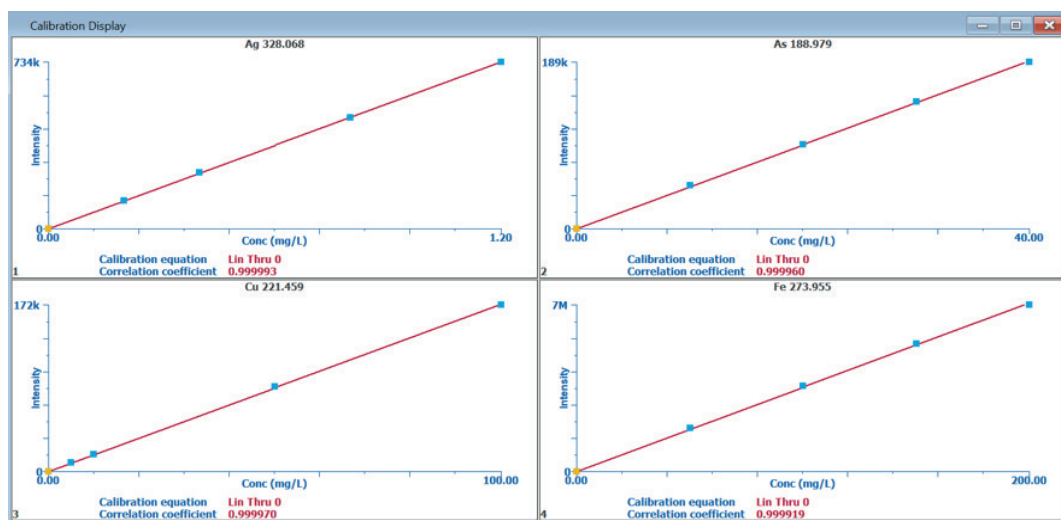 Calibration Display
Ag 328.068
734k
Intensity
0
0.00
Conc (mg/L)
1.20
Calibration equation Lin Thru 0
Correlation coefficient 0.999993
1
As 188.979
189k
Intensity
0
0.00
Conc (mg/L)
40.00
Calibration equation Lin Thru 0
Correlation coefficient 0.999960
2
Cu 221.459
172k
Intensity
0
0.00
Conc (mg/L)
100.00
Calibration equation Lin Thru 0
Correlation coefficient 0.999970
3
Fe 273.955
7M
Intensity
0
0.00
Conc (mg/L)
200.00
Calibration equation Lin Thru 0
Correlation coefficient 0.999919
4